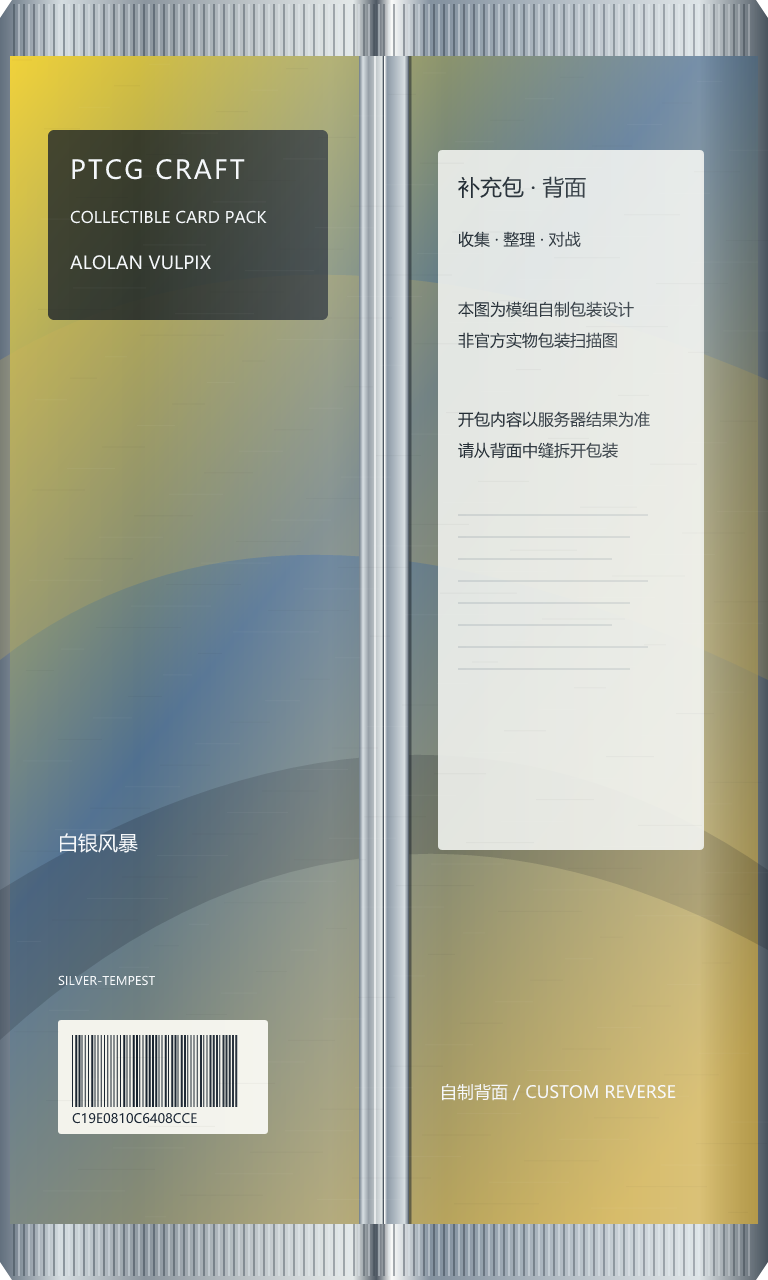 PTCG CRAFT
COLLECTIBLE CARD PACK
ALOLAN VULPIX
白银风暴
SILVER-TEMPEST
C19E0810C6408CCE
补充包 · 背面
收集 · 整理 · 对战
本图为模组自制包装设计
非官方实物包装扫描图
开包内容以服务器结果为准
请从背面中缝拆开包装
自制背面 / CUSTOM REVERSE